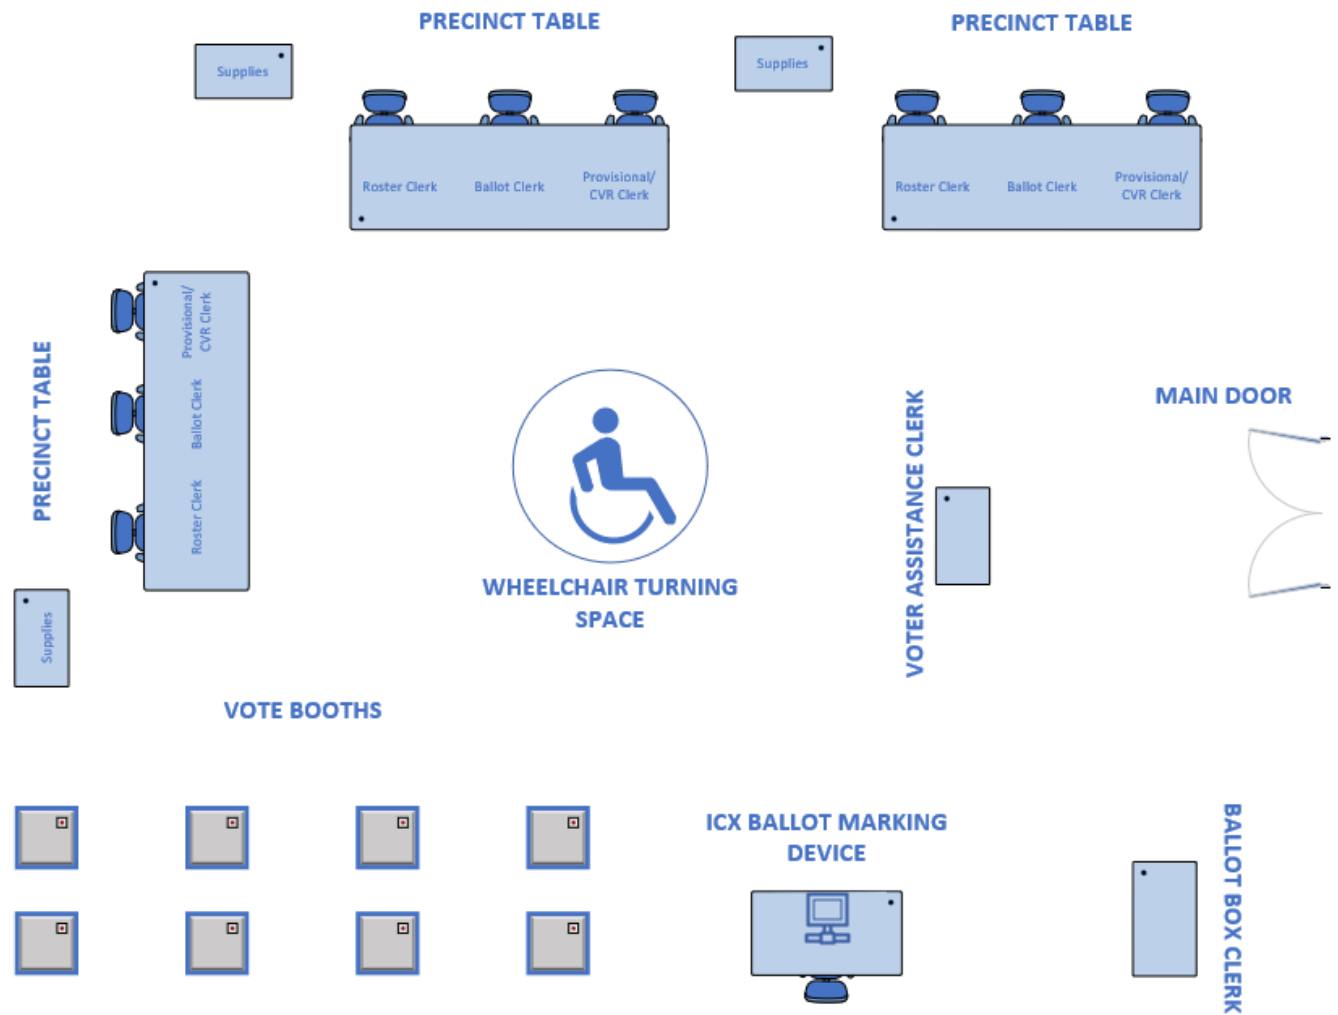 PRECINCT TABLE
PRECINCT TABLE
Supplies
Supplies
Roster Clerk
Ballot Clerk
Provisional/
CVR Clerk
Roster Clerk
Ballot Clerk
Provisional/
CVR Clerk
PRECINCT TABLE
Provisional/
CVR Clerk
Ballot Clerk
Roster Clerk
Supplies
WHEELCHAIR TURNING
SPACE
VOTER ASSISTANCE CLERK
MAIN DOOR
VOTE BOOTHS
ICX BALLOT MARKING
DEVICE
BALLOT BOX CLERK